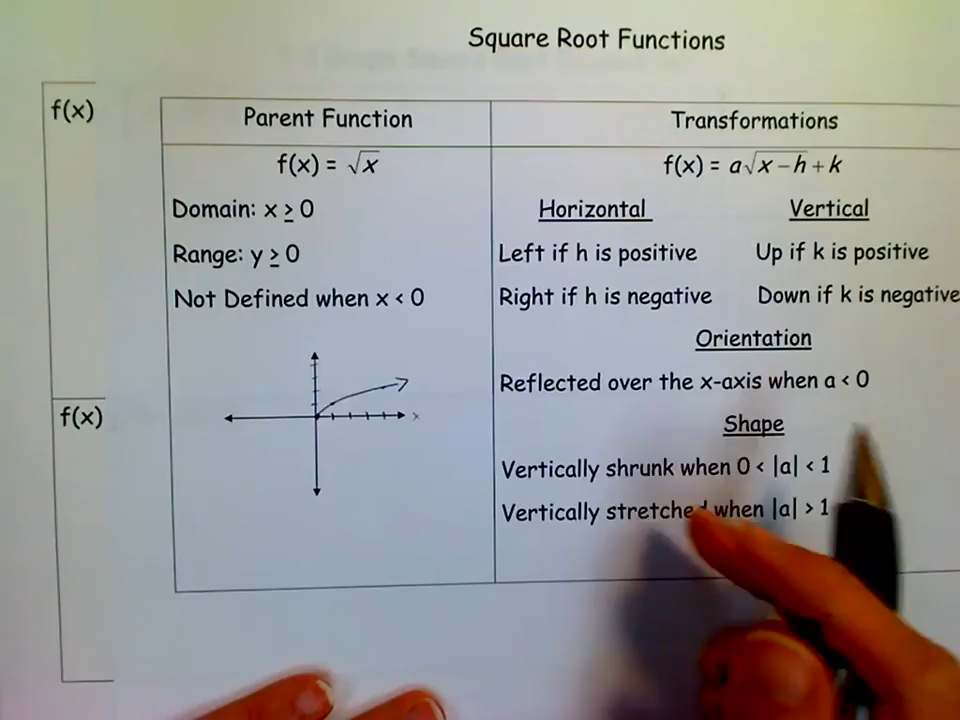 Square Root Functions
f(x)
Parent Function
Transformations
f(x) = √x
f(x) = a√x - h + k
Domain: x ≥ 0
Horizontal
Vertical
Range: y ≥ 0
Left if h is positive
Up if k is positive
Not Defined when x < 0
Right if h is negative
Down if k is negative
Orientation
Reflected over the x-axis when a < 0
x
f(x)
Shape
Vertically shrunk when 0 < |a| < 1
Vertically stretched when |a| > 1